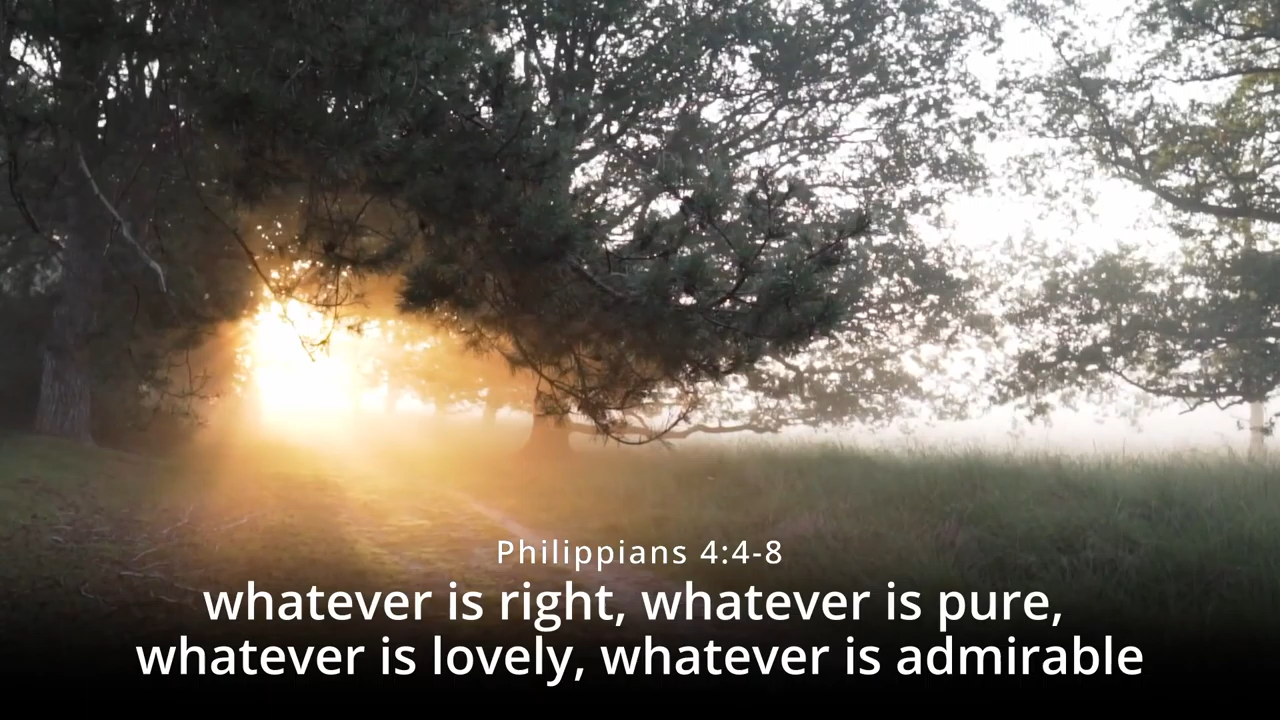 Philippians 4:4-8
whatever is right, whatever is pure,
whatever is lovely, whatever is admirable